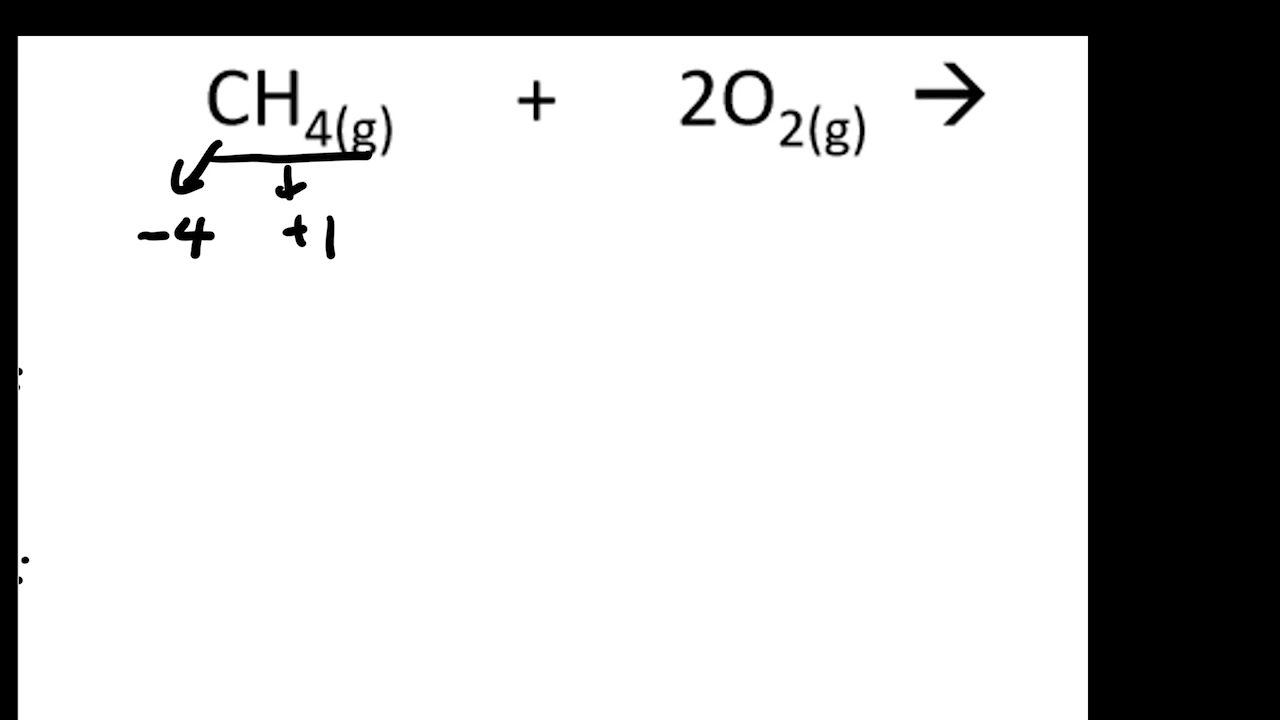 CH₄(g) + 2O₂(g) →
-4 +1